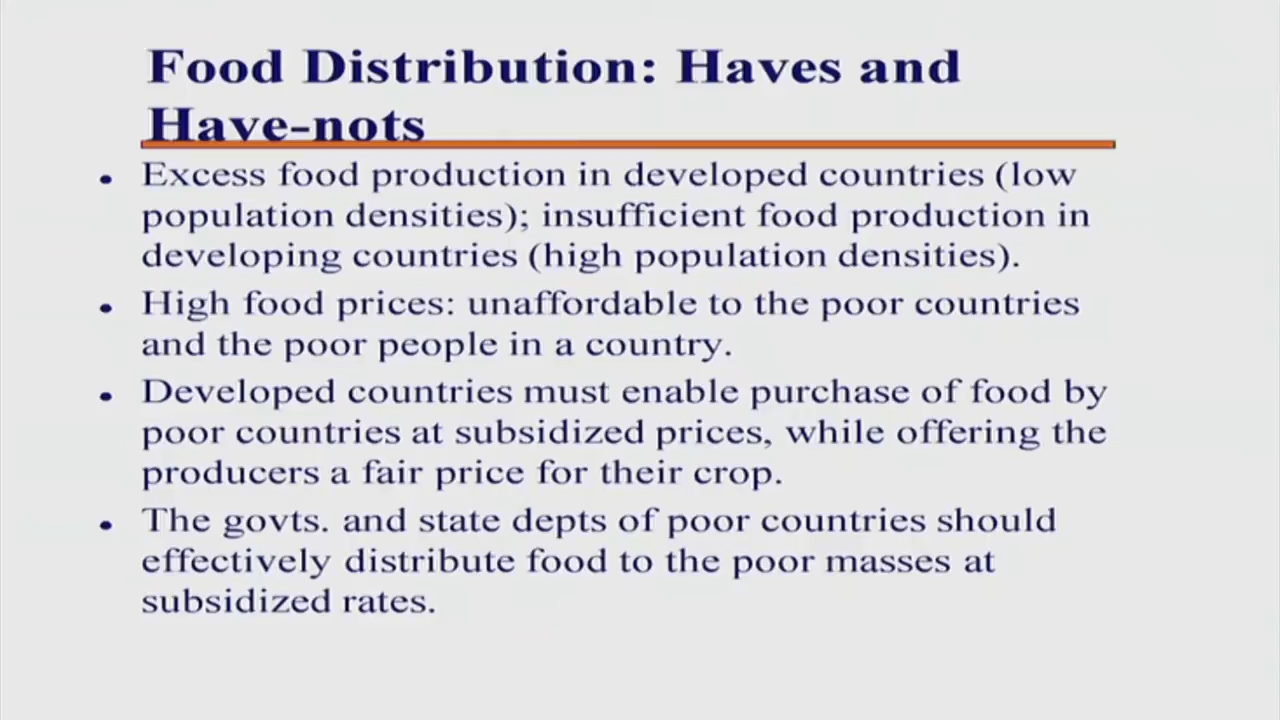 Food Distribution: Haves and
Have-nots
• Excess food production in developed countries (low
population densities); insufficient food production in
developing countries (high population densities).
• High food prices: unaffordable to the poor countries
and the poor people in a country.
• Developed countries must enable purchase of food by
poor countries at subsidized prices, while offering the
producers a fair price for their crop.
• The govts. and state depts of poor countries should
effectively distribute food to the poor masses at
subsidized rates.